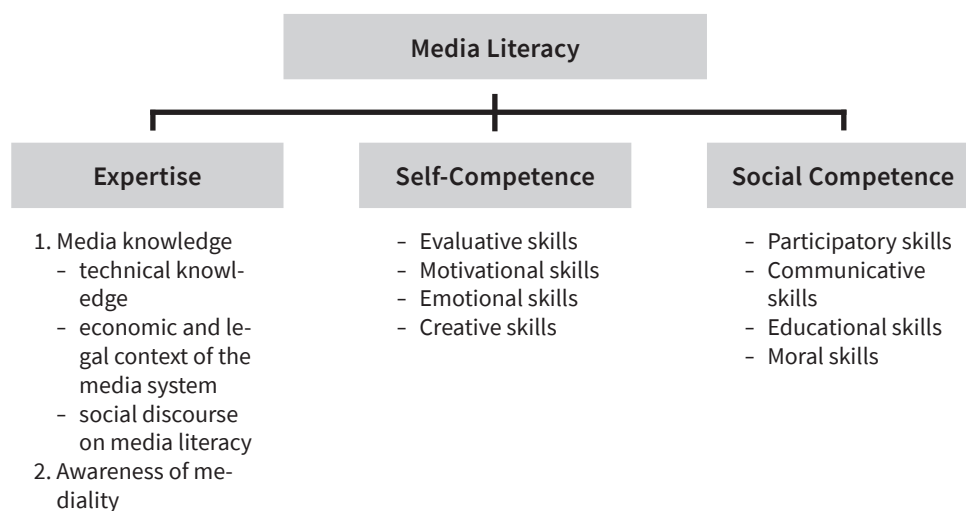 Media Literacy
Expertise
1. Media knowledge
– technical knowl-
edge
– economic and le-
gal context of the
media system
– social discourse
on media literacy
2. Awareness of me-
diality
Self-Competence
– Evaluative skills
– Motivational skills
– Emotional skills
– Creative skills
Social Competence
– Participatory skills
– Communicative
skills
– Educational skills
– Moral skills